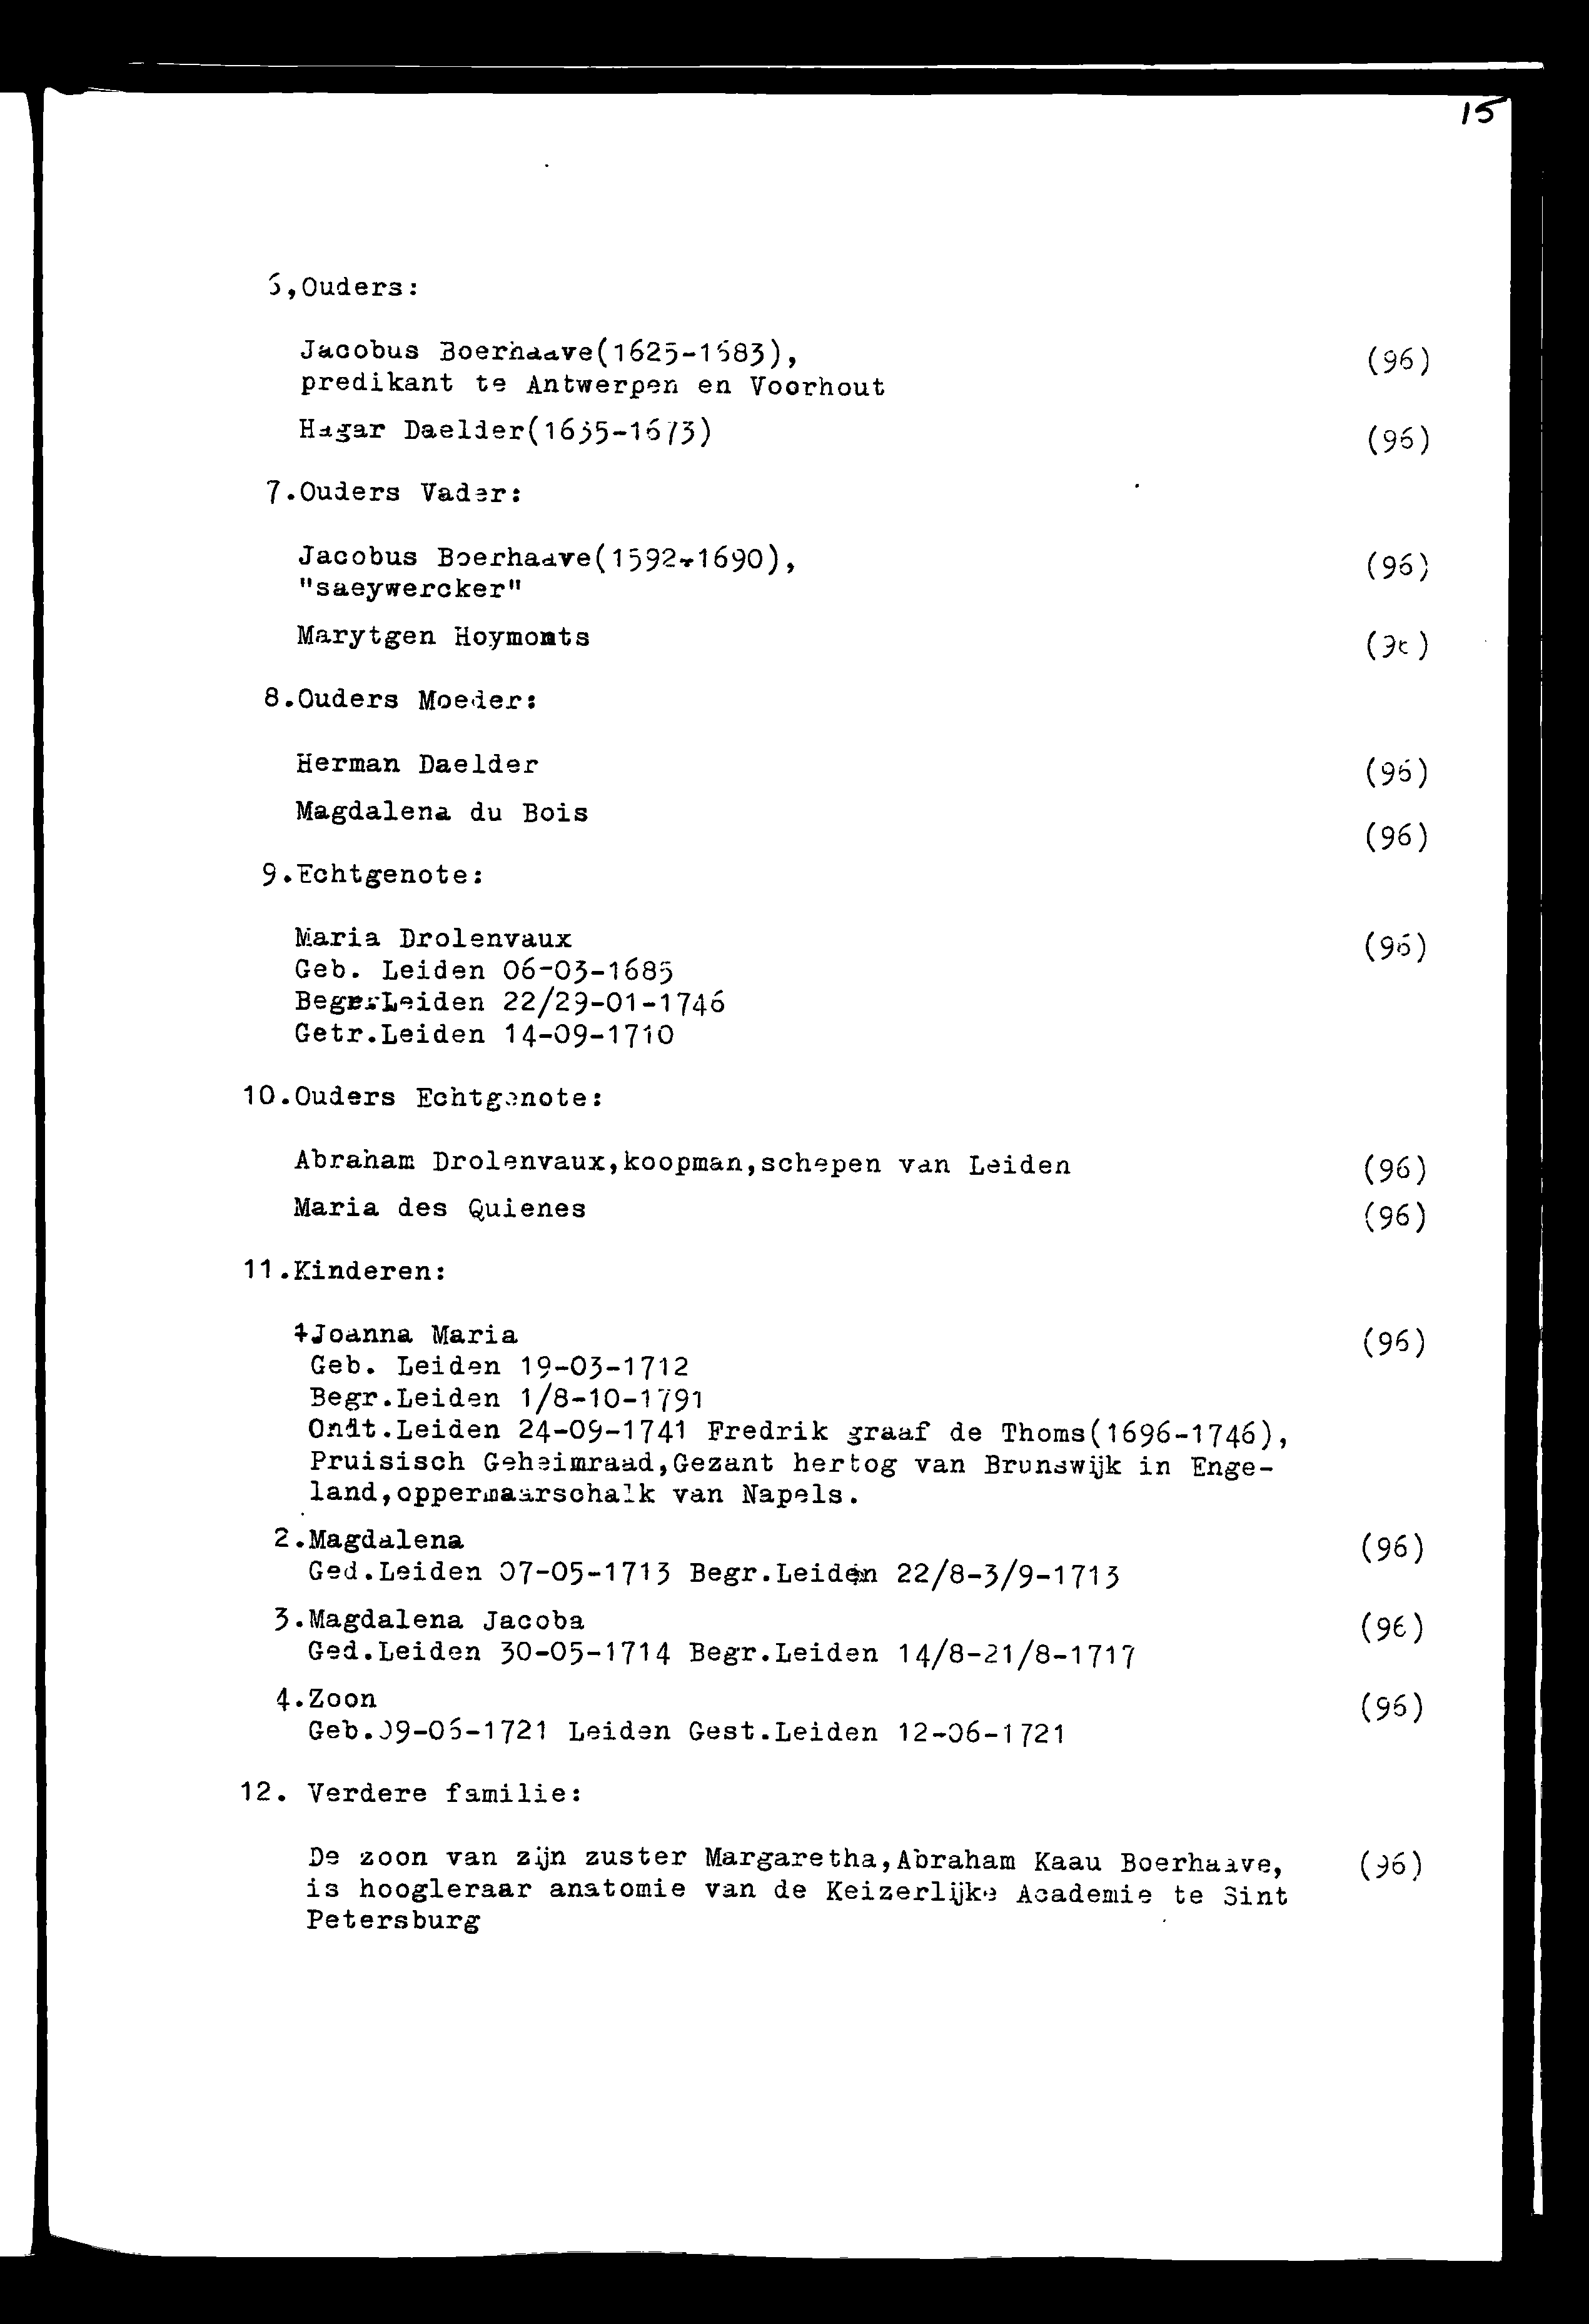 15
6,Ouders:
Jacobus Boerhaave(1625-1683), (96)
predikant te Antwerpen en Voorhout
Hagar Daelder(1635-1673) (96)
7.Ouders Vader:
Jacobus Boerhaave(1592-1690), (96)
"saeywercker"
Marytgen Hoymonts (96)
8.Ouders Moeder:
Herman Daelder (96)
Magdalena du Bois (96)
9.Echtgenote:
Maria Drolenvaux (96)
Geb. Leiden 06-03-1685
Begr.Leiden 22/29-01-1746
Getr.Leiden 14-09-1710
10.Ouders Echtgenote:
Abraham Drolenvaux,koopman,schepen van Leiden (96)
Maria des Quienes (96)
11.Kinderen:
1Joanna Maria (96)
Geb. Leiden 19-03-1712
Begr.Leiden 1/8-10-1791
Ondt.Leiden 24-09-1741 Fredrik graaf de Thoms(1696-1746),
Pruisisch Geheimraad,Gezant hertog van Brunswijk in Enge-
land,oppermaarschalk van Napels.
2.Magdalena (96)
Ged.Leiden 07-05-1713 Begr.Leiden 22/8-3/9-1713
3.Magdalena Jacoba (96)
Ged.Leiden 30-05-1714 Begr.Leiden 14/8-21/8-1717
4.Zoon (96)
Geb.09-06-1721 Leiden Gest.Leiden 12-06-1721
12. Verdere familie:
De zoon van zijn zuster Margaretha,Abraham Kaau Boerhaave, (96)
is hoogleraar anatomie van de Keizerlijke Academie te Sint
Petersburg